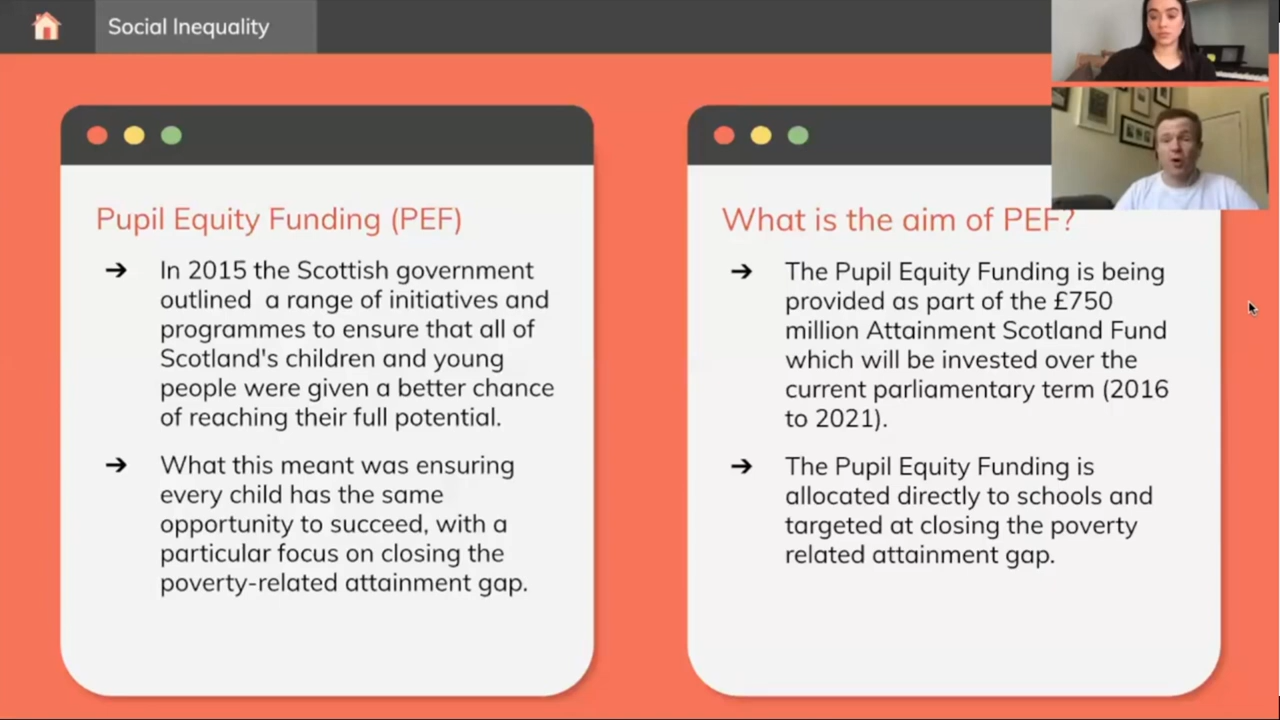 Social Inequality
Pupil Equity Funding (PEF)
➔ In 2015 the Scottish government
outlined  a range of initiatives and
programmes to ensure that all of
Scotland's children and young
people were given a better chance
of reaching their full potential.
➔ What this meant was ensuring
every child has the same
opportunity to succeed, with a
particular focus on closing the
poverty-related attainment gap.
What is the aim of PEF?
➔ The Pupil Equity Funding is being
provided as part of the £750
million Attainment Scotland Fund
which will be invested over the
current parliamentary term (2016
to 2021).
➔ The Pupil Equity Funding is
allocated directly to schools and
targeted at closing the poverty
related attainment gap.